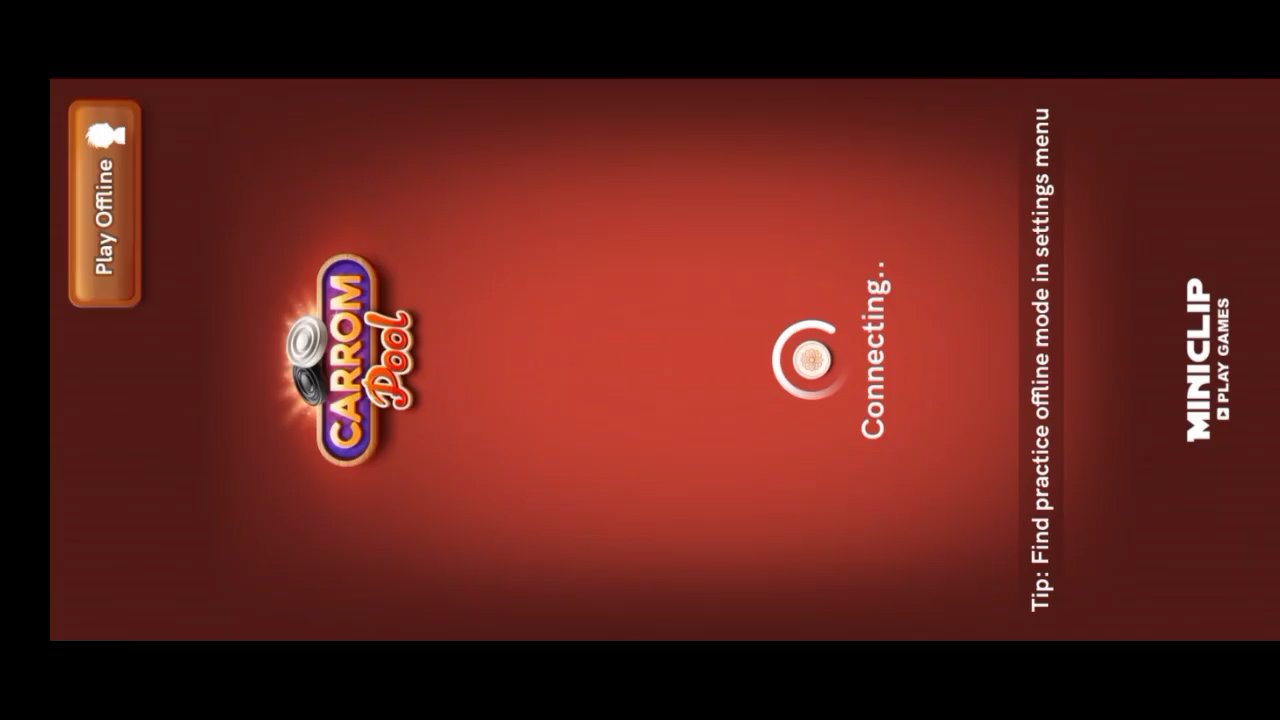 Play Offline
CARROM
Pool
Connecting..
Tip: Find practice offline mode in settings menu
MINICLIP
PLAY GAMES